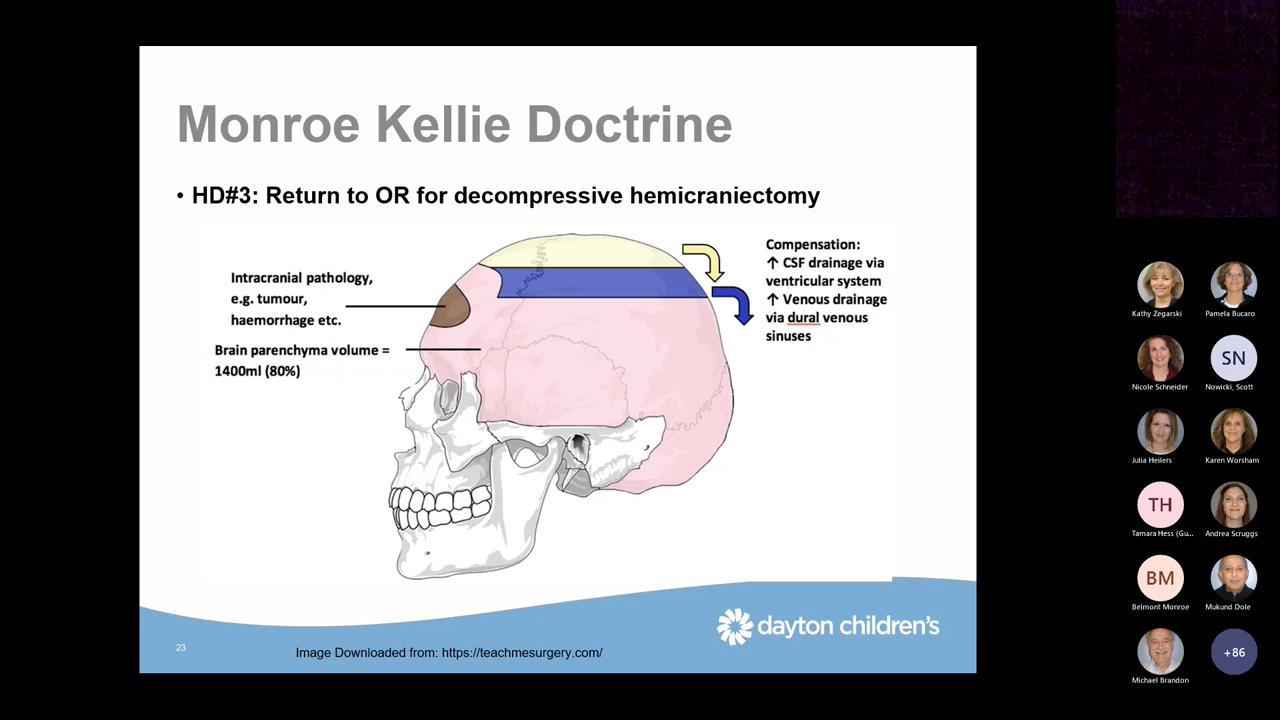 Monroe Kellie Doctrine
• HD#3: Return to OR for decompressive hemicraniectomy
Intracranial pathology,
e.g. tumour,
haemorrhage etc.
Brain parenchyma volume =
1400ml (80%)
Compensation:
↑ CSF drainage via
ventricular system
↑ Venous drainage
via dural venous
sinuses
23
Image Downloaded from: https://teachmesurgery.com/
dayton children's
Kathy Zegarski
Pamela Bucaro
Nicole Schneider
SN
Nowicki, Scott
Julia Heilers
Karen Worsham
TH
Tamara Hess (Gu...
Andrea Scruggs
BM
Belmont Monroe
Mukund Dole
Michael Brandon
+86